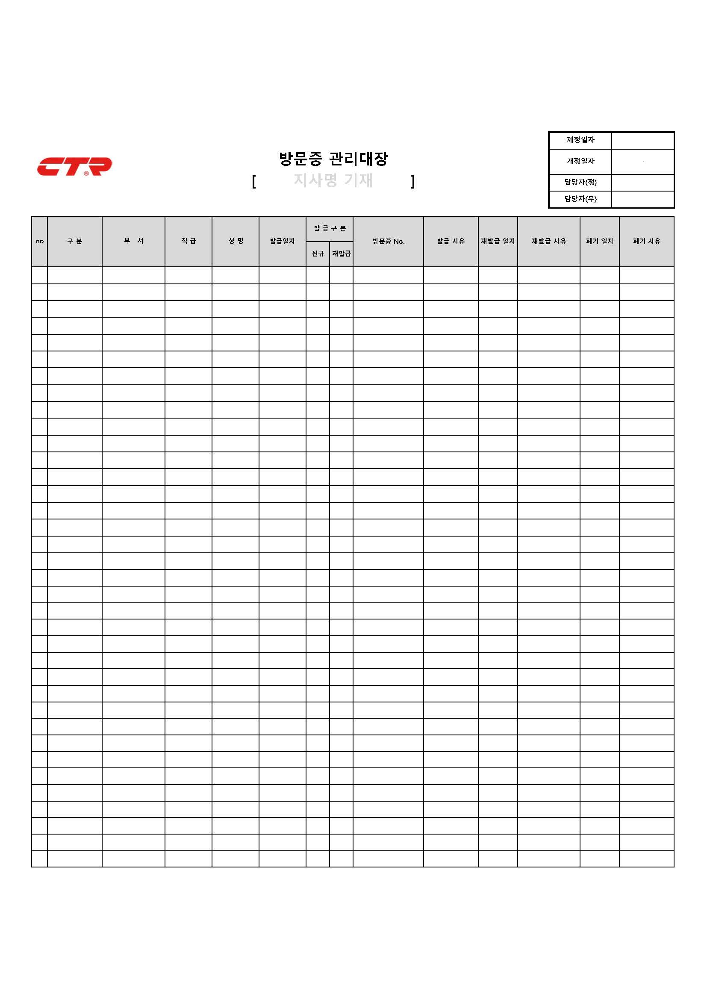 CTR®
방문증 관리대장
[ 지사명 기재 ]
제정일자
개정일자 -
담당자(정)
담당자(부)
no 구 분 부 서 직 급 성 명 발급일자 발 급 구 분 방문증 No. 발급 사유 재발급 일자 재발급 사유 폐기 일자 폐기 사유
신규 재발급